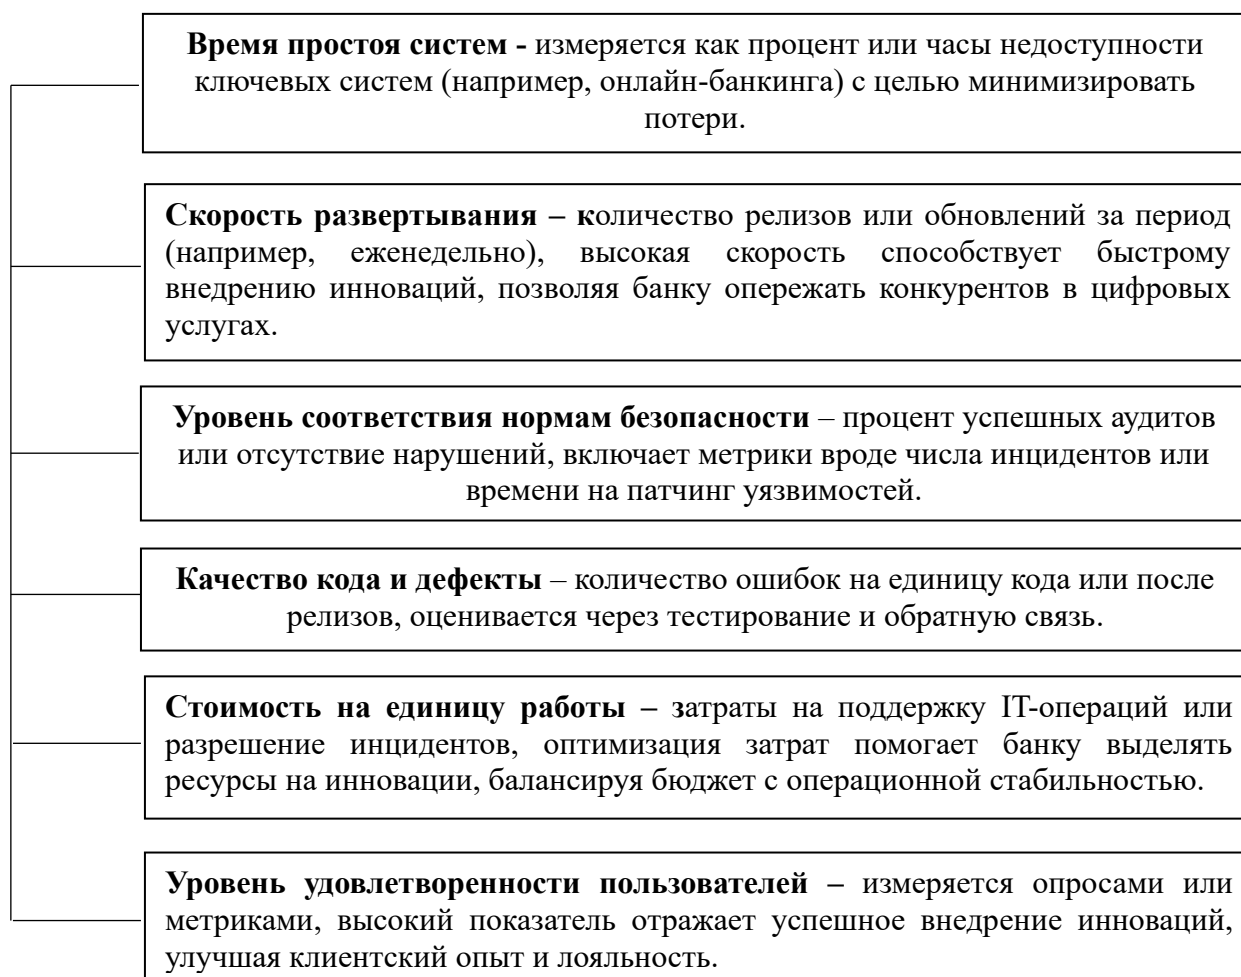 Время простоя систем - измеряется как процент или часы недоступности
ключевых систем (например, онлайн-банкинга) с целью минимизировать
потери.
Скорость развертывания – количество релизов или обновлений за период
(например, еженедельно), высокая скорость способствует быстрому
внедрению инноваций, позволяя банку опережать конкурентов в цифровых
услугах.
Уровень соответствия нормам безопасности – процент успешных аудитов
или отсутствие нарушений, включает метрики вроде числа инцидентов или
времени на патчинг уязвимостей.
Качество кода и дефекты – количество ошибок на единицу кода или после
релизов, оценивается через тестирование и обратную связь.
Стоимость на единицу работы – затраты на поддержку IT-операций или
разрешение инцидентов, оптимизация затрат помогает банку выделять
ресурсы на инновации, балансируя бюджет с операционной стабильностью.
Уровень удовлетворенности пользователей – измеряется опросами или
метриками, высокий показатель отражает успешное внедрение инноваций,
улучшая клиентский опыт и лояльность.